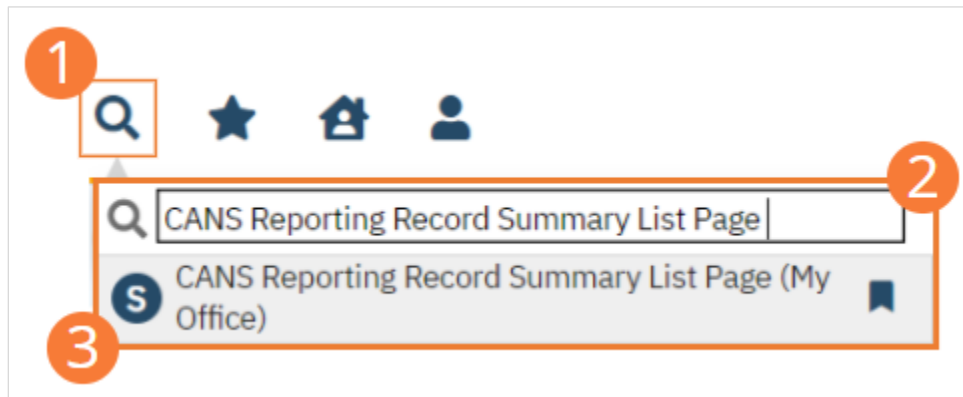 1
2
CANS Reporting Record Summary List Page
S
CANS Reporting Record Summary List Page (My
Office)
3